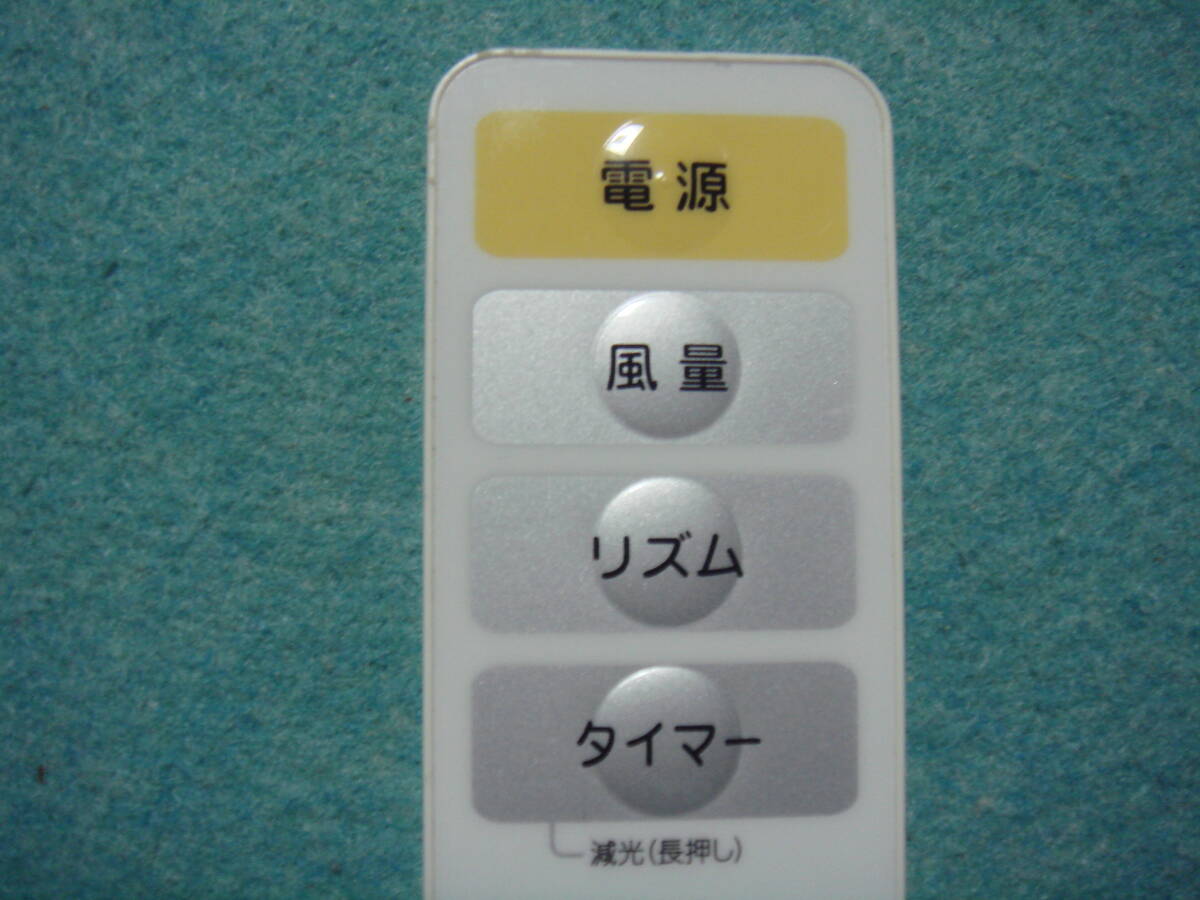 電源
風量
リズム
タイマー
減光(長押し)